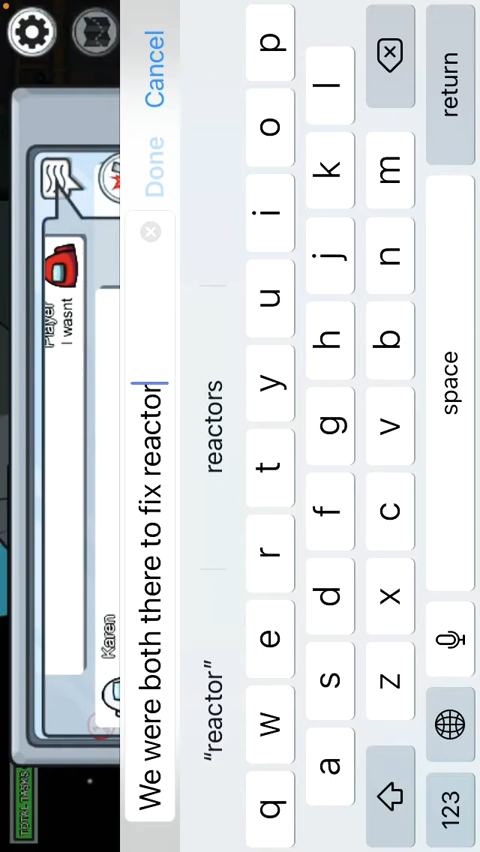 TOTAL TASKS
Player
I wasnt
Karen
We were both there to fix reactor
Done
Cancel
"reactor"
reactors
q w e r t y u i o p
a s d f g h j k l
z x c v b n m
123
space
return